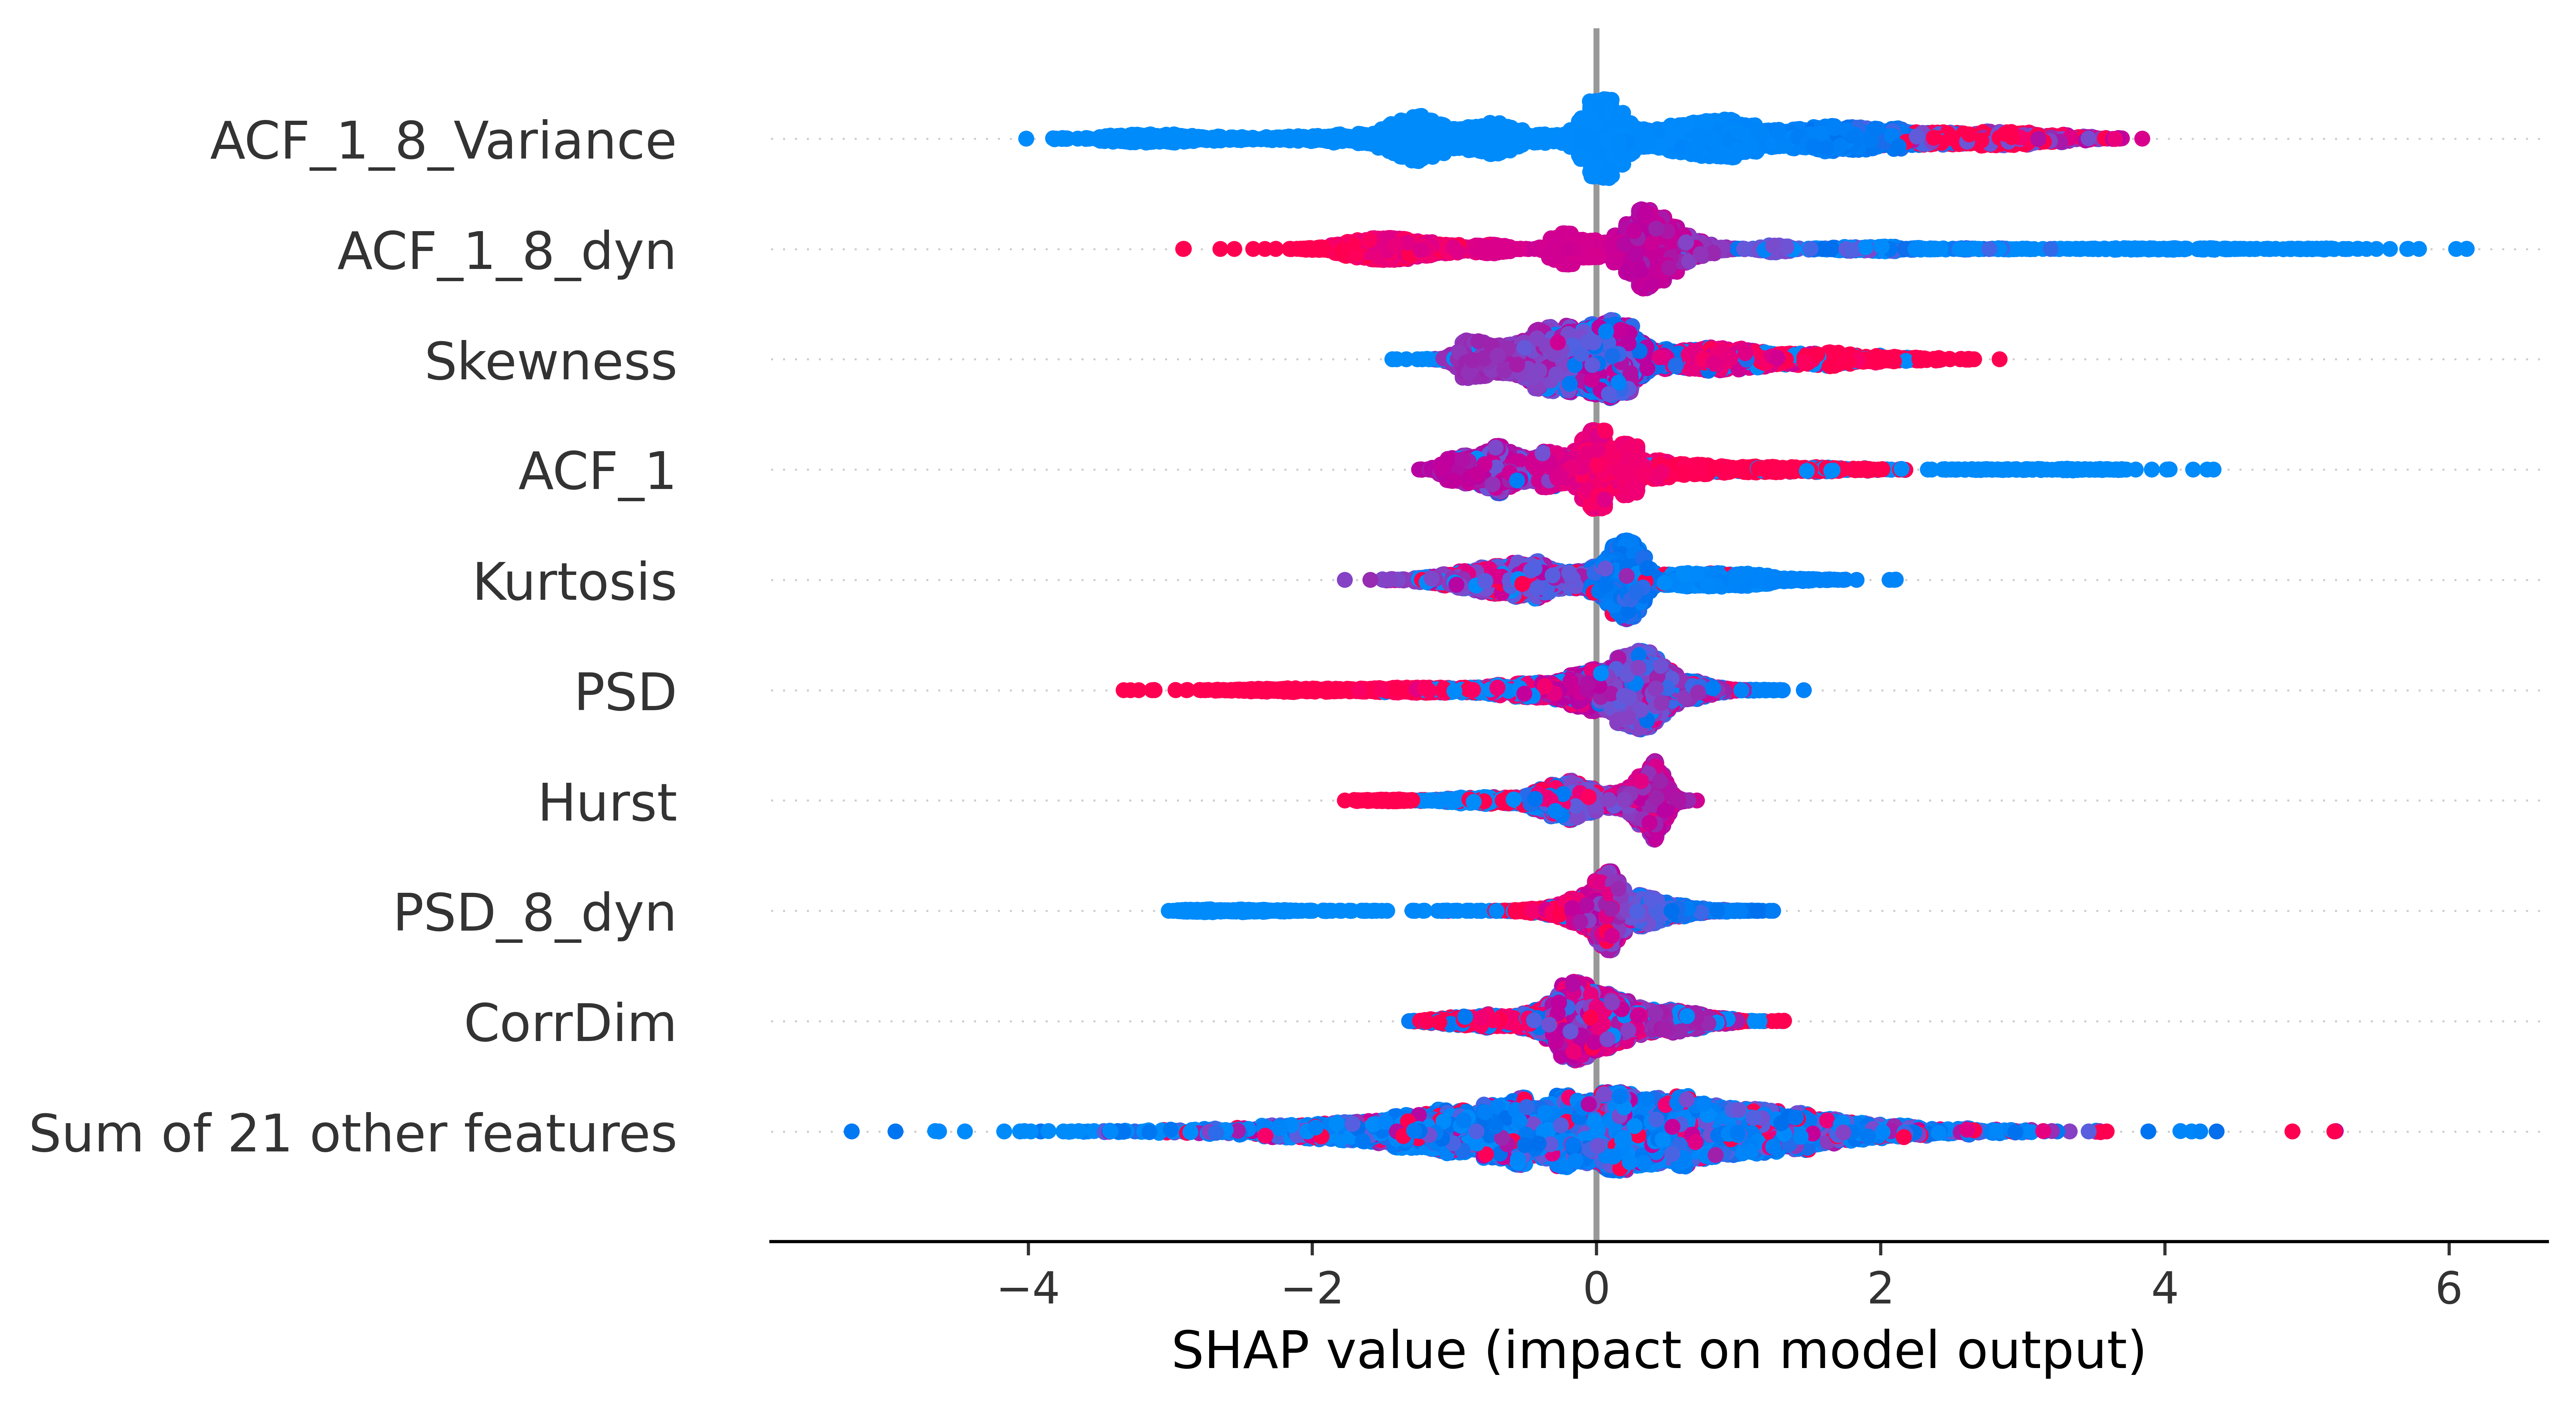 ACF_1_8_Variance
ACF_1_8_dyn
Skewness
ACF_1
Kurtosis
PSD
Hurst
PSD_8_dyn
CorrDim
Sum of 21 other features
−4 −2 0 2 4 6
SHAP value (impact on model output)